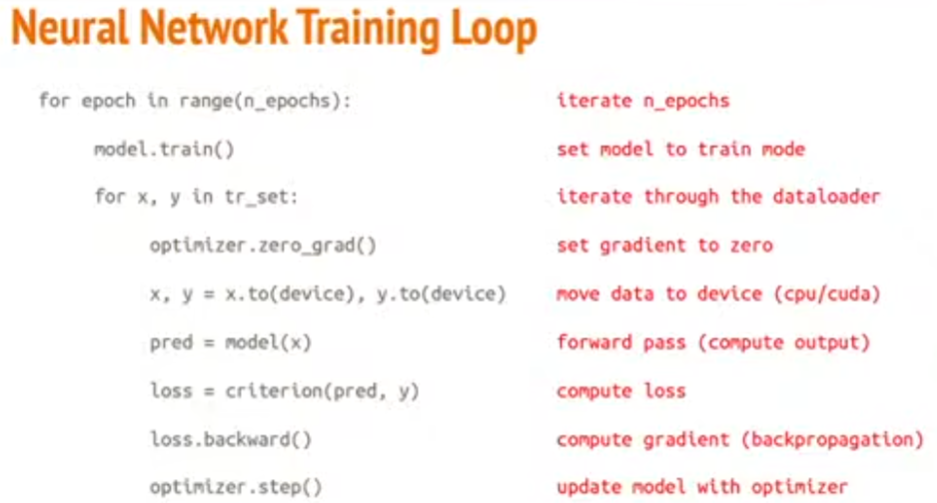 Neural Network Training Loop
for epoch in range(n_epochs): iterate n_epochs
model.train() set model to train mode
for x, y in tr_set: iterate through the dataloader
optimizer.zero_grad() set gradient to zero
x, y = x.to(device), y.to(device) move data to device (cpu/cuda)
pred = model(x) forward pass (compute output)
loss = criterion(pred, y) compute loss
loss.backward() compute gradient (backpropagation)
optimizer.step() update model with optimizer